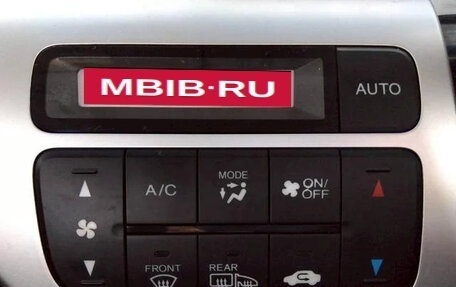 MBIB·RU
AUTO
A/C
MODE
ON/
OFF
FRONT
REAR